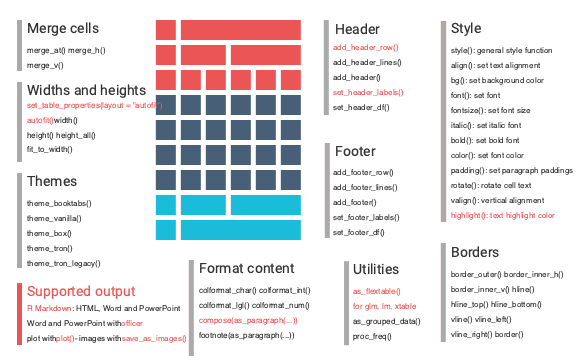 Merge cells
merge_at() merge_h()
merge_v()
Widths and heights
set_table_properties(layout = "autofit")
autofit()width()
height() height_all()
fit_to_width()
Themes
theme_booktabs()
theme_vanilla()
theme_box()
theme_tron()
theme_tron_legacy()
Supported output
R Markdown: HTML, Word and PowerPoint
Word and PowerPoint withofficer
plot withplot()- images withsave_as_images()
Format content
colformat_char() colformat_int()
colformat_lgl() colformat_num()
compose(as_paragraph(...))
footnote(as_paragraph(...))
Header
add_header_row()
add_header_lines()
add_header()
set_header_labels()
set_header_df()
Footer
add_footer_row()
add_footer_lines()
add_footer()
set_footer_labels()
set_footer_df()
Utilities
as_flextable()
for glm, lm, xtable
as_grouped_data()
proc_freq()
Style
style(): general style function
align(): set text alignment
bg(): set background color
font(): set font
fontsize(): set font size
italic(): set italic font
bold(): set bold font
color(): set font color
padding(): set paragraph paddings
rotate(): rotate cell text
valign(): vertical alignment
highlight(): text highlight color
Borders
border_outer() border_inner_h()
border_inner_v() hline()
hline_top() hline_bottom()
vline() vline_left()
vline_right() border()